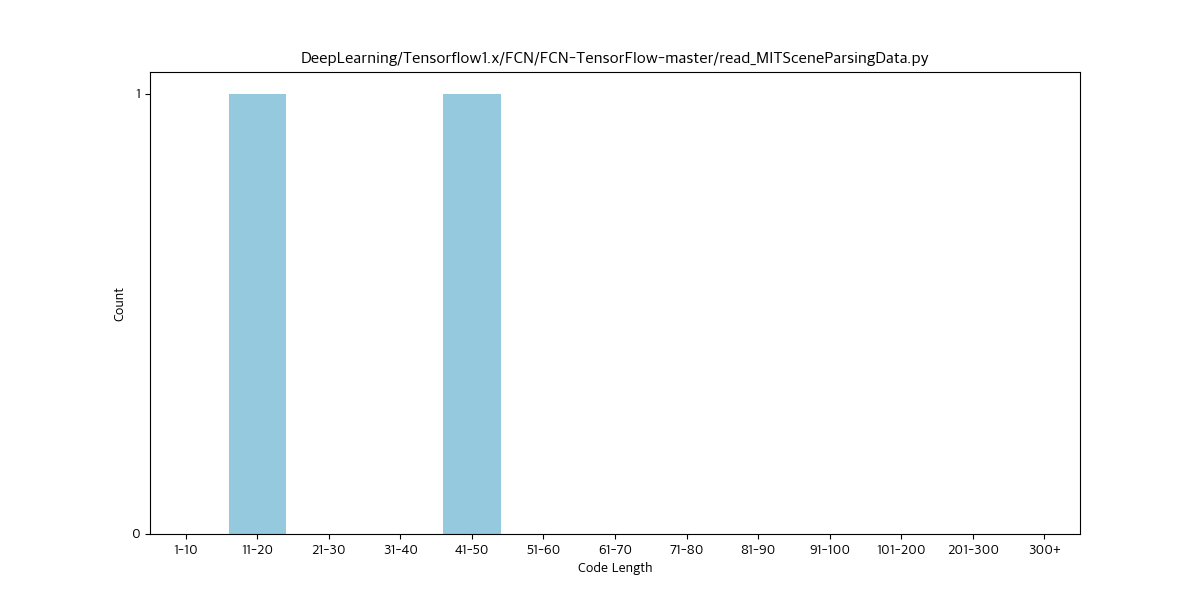 DeepLearning/Tensorflow1.x/FCN/FCN-TensorFlow-master/read_MITSceneParsingData.py
1
Count
0
1-10 11-20 21-30 31-40 41-50 51-60 61-70 71-80 81-90 91-100 101-200 201-300 300+
Code Length